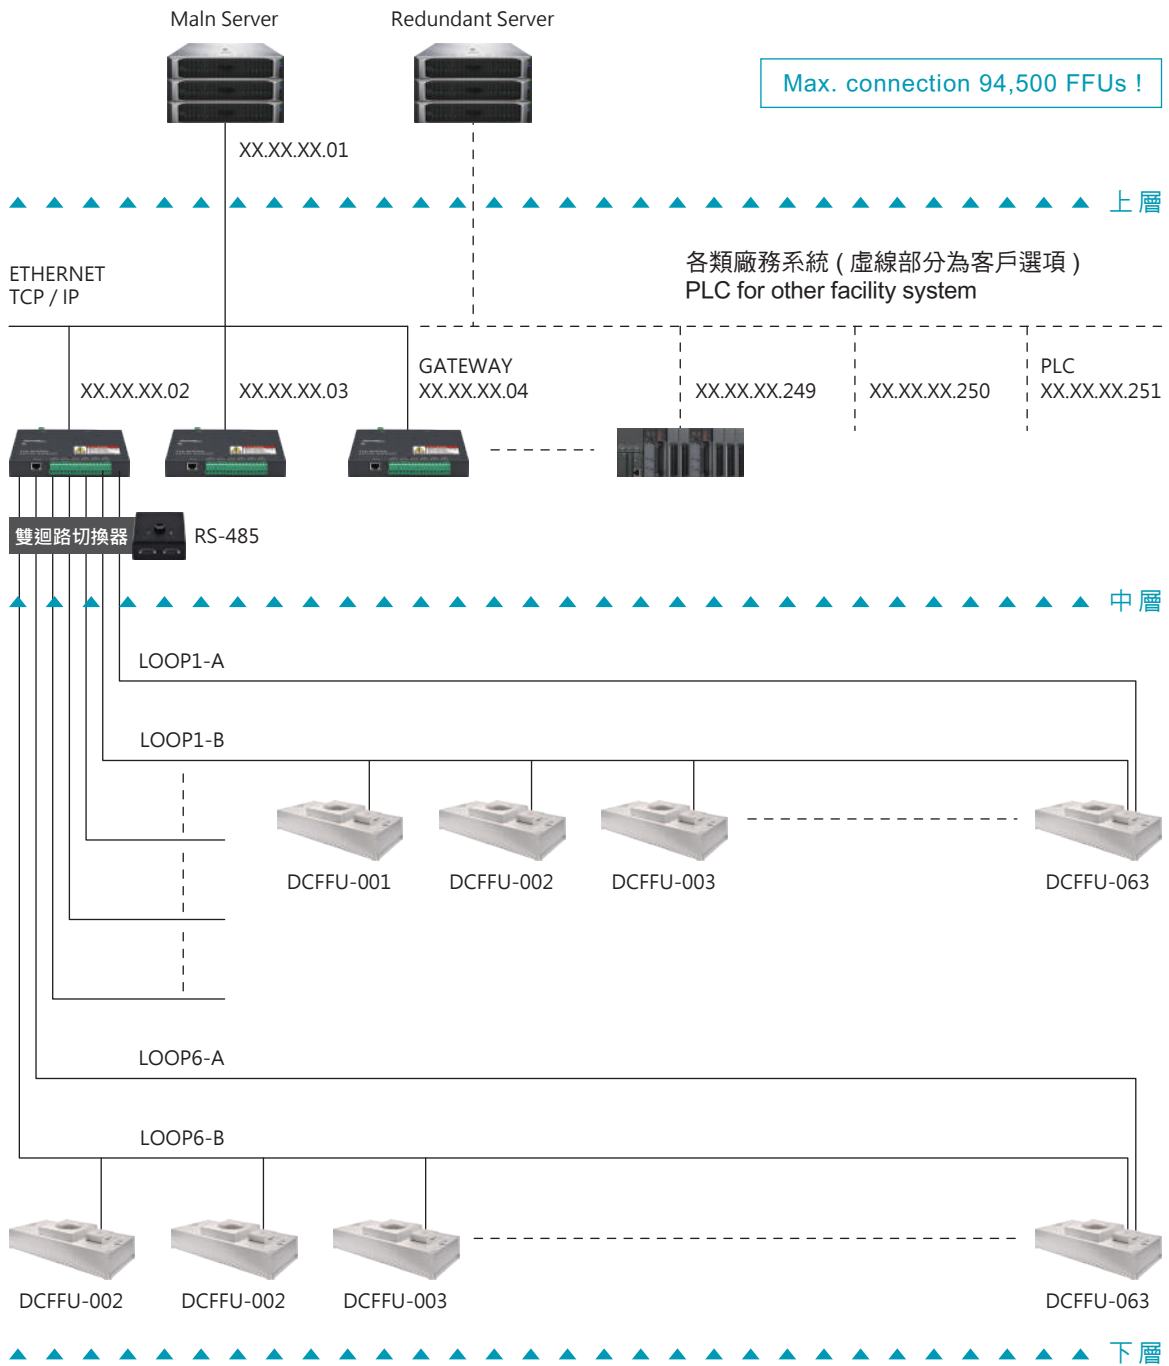 Maln Server
Redundant Server
Max. connection 94,500 FFUs !
XX.XX.XX.01
上層
ETHERNET
TCP / IP
各類廠務系統 ( 虛線部分為客戶選項 )
PLC for other facility system
XX.XX.XX.02
XX.XX.XX.03
GATEWAY
XX.XX.XX.04
XX.XX.XX.249
XX.XX.XX.250
PLC
XX.XX.XX.251
雙迴路切換器
RS-485
中層
LOOP1-A
LOOP1-B
DCFFU-001
DCFFU-002
DCFFU-003
DCFFU-063
LOOP6-A
LOOP6-B
DCFFU-002
DCFFU-002
DCFFU-003
DCFFU-063
下層